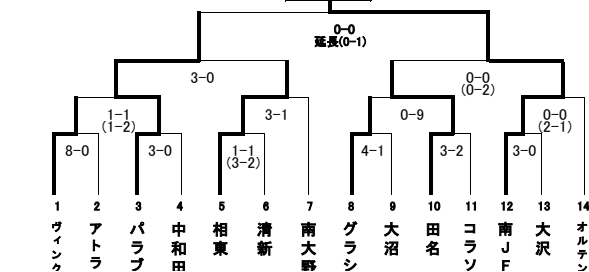 0-0
延長(0-1)
3-0
0-0
(0-2)
1-1
(1-2)
3-1
0-9
0-0
(2-1)
8-0
3-0
1-1
(3-2)
4-1
3-2
3-0
1 2 3 4 5 6 7 8 9 10 11 12 13 14
ヴィンク
アトラ
パラブ
中和田
相東
清新
南大野
グラシ
大沼
田名
コラソ
南JF
大沢
オルテン